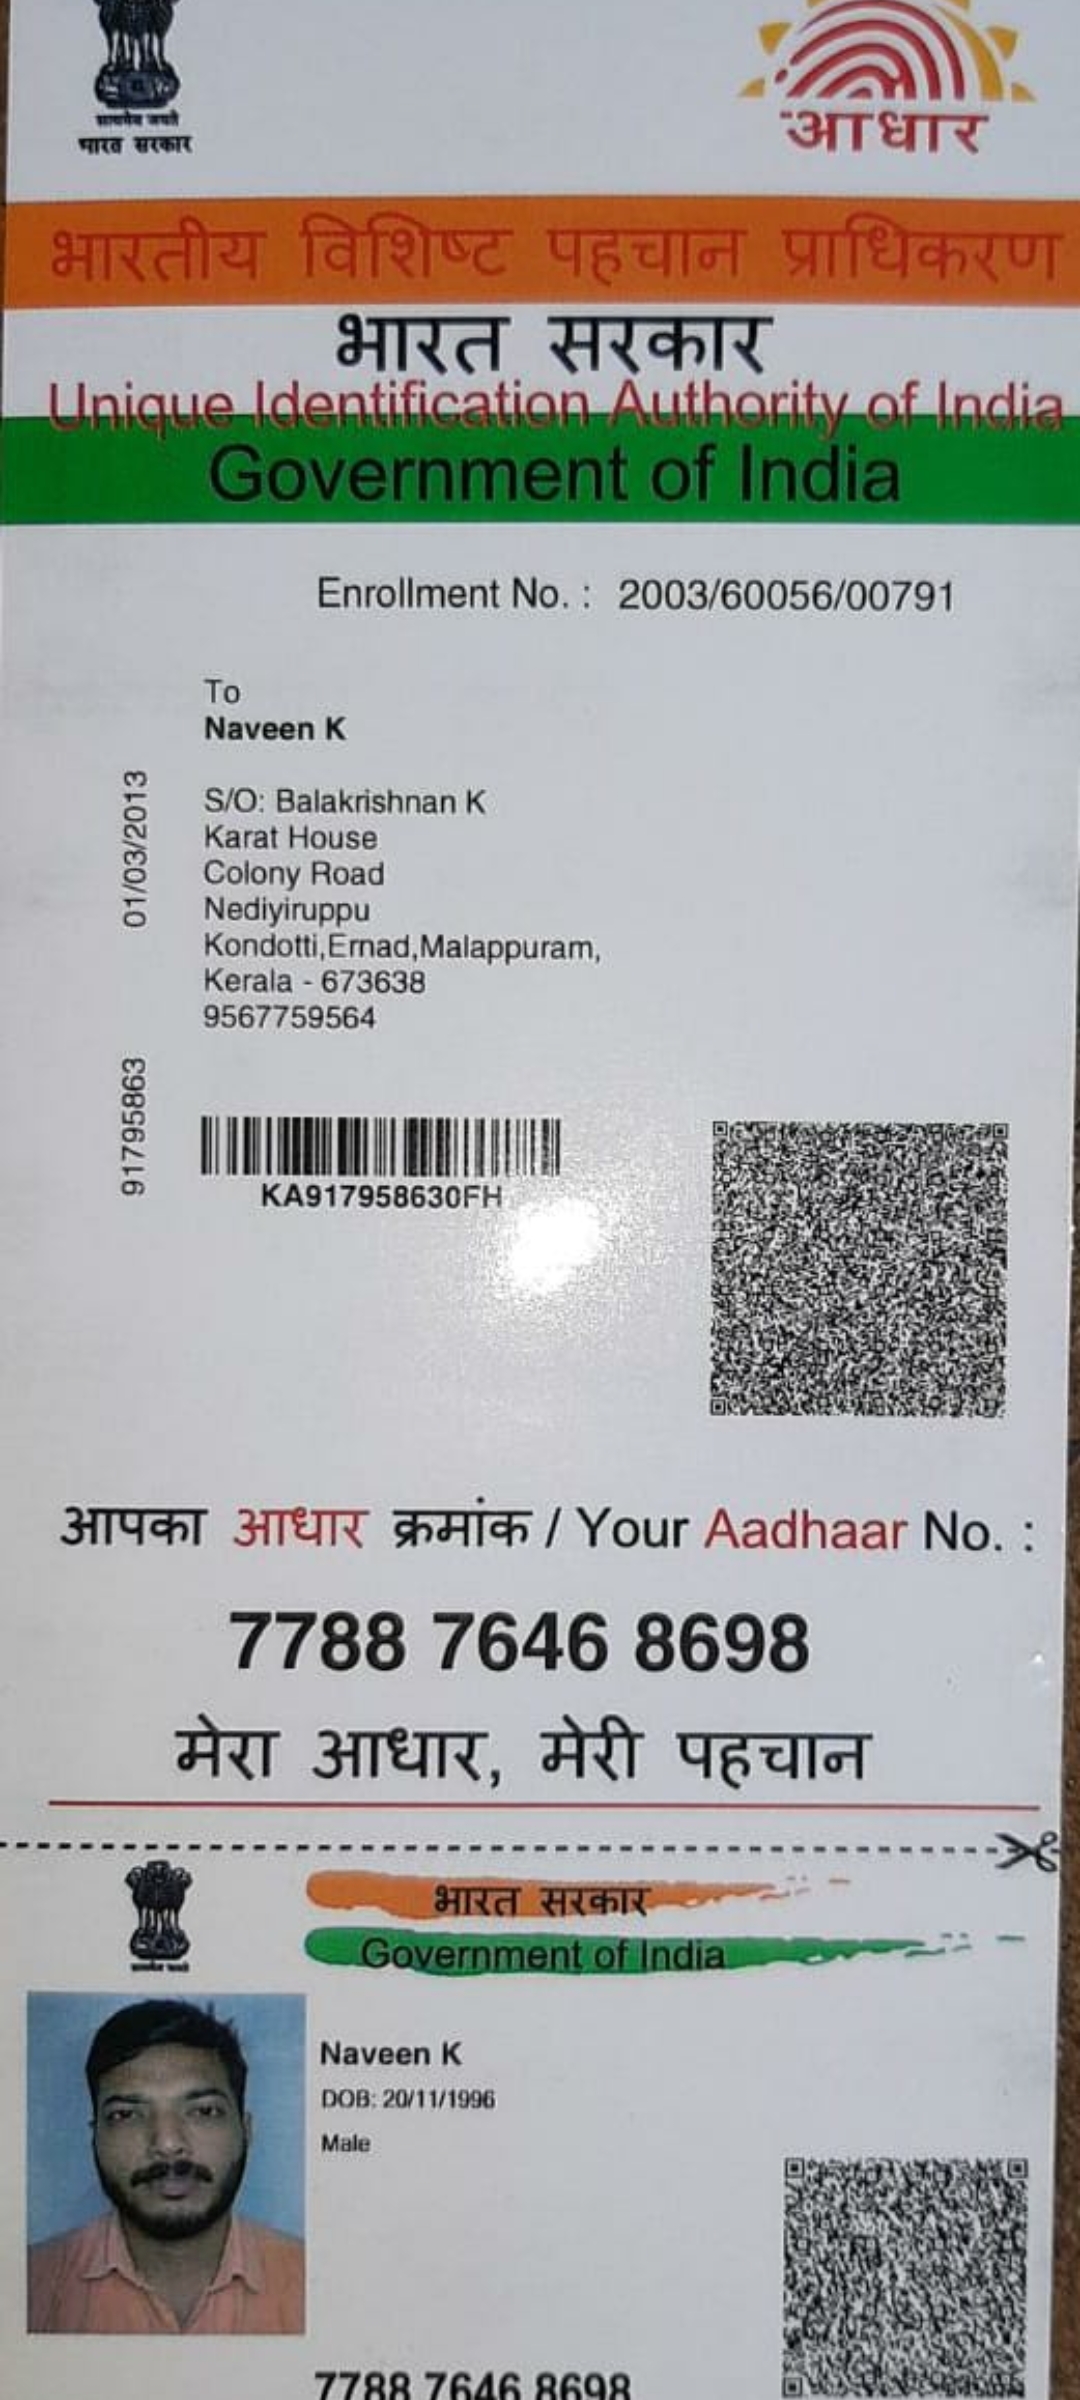 सत्यमेव जयते
भारत सरकार
आधार
भारतीय विशिष्ट पहचान प्राधिकरण
भारत सरकार
Unique Identification Authority of India
Government of India
Enrollment No. : 2003/60056/00791
To
Naveen K
S/O: Balakrishnan K
Karat House
Colony Road
Nediyiruppu
Kondotti,Ernad,Malappuram,
Kerala - 673638
9567759564
01/03/2013
91795863
KA917958630FH
आपका आधार क्रमांक / Your Aadhaar No. :
7788 7646 8698
मेरा आधार, मेरी पहचान
भारत सरकार
Government of India
Naveen K
DOB: 20/11/1996
Male
7788 7646 8698